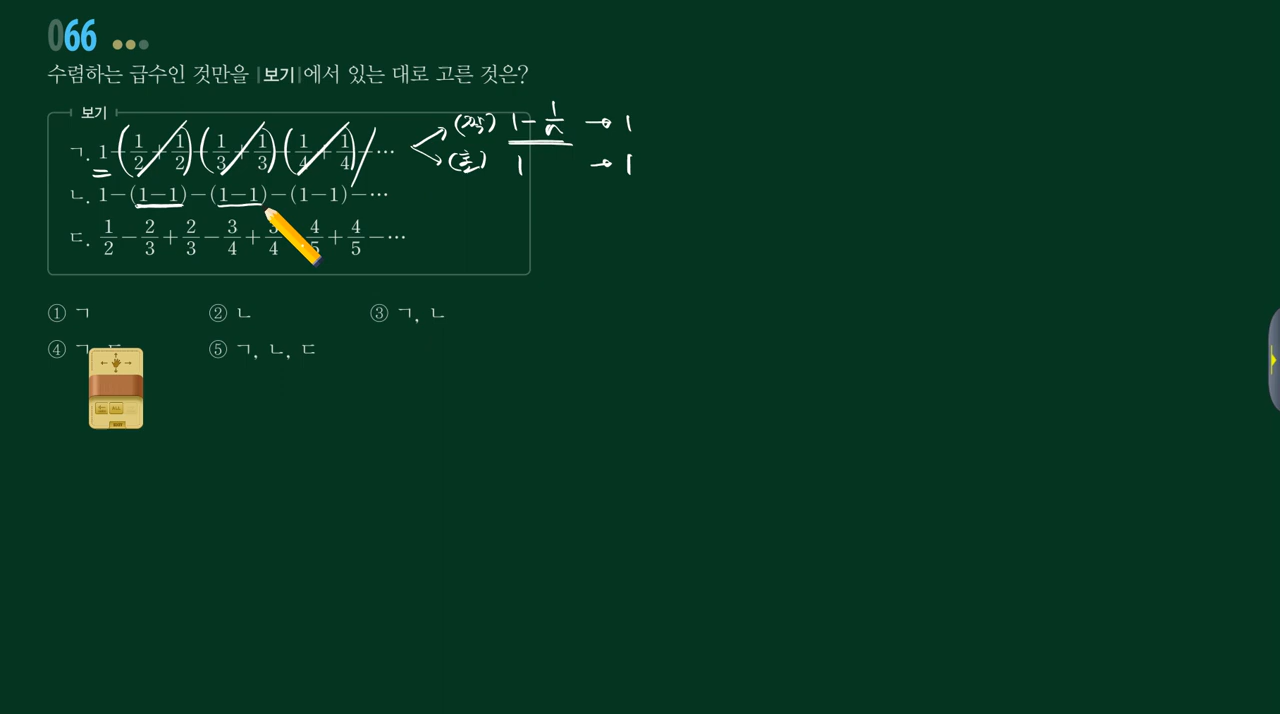 066
수렴하는 급수인 것만을 |보기|에서 있는 대로 고른 것은?
보기
ㄱ. 1-1/2+1/2-1/3+1/3-1/4+1/4-⋯
(짝) 1-1/n → 1
(홀) 1 → 1
ㄴ. 1-(1-1)-(1-1)-(1-1)-⋯
ㄷ. 1/2-2/3+2/3-3/4+3/4-4/5+4/5-⋯
① ㄱ ② ㄴ ③ ㄱ, ㄴ
④ ㄱ, ㄷ ⑤ ㄱ, ㄴ, ㄷ